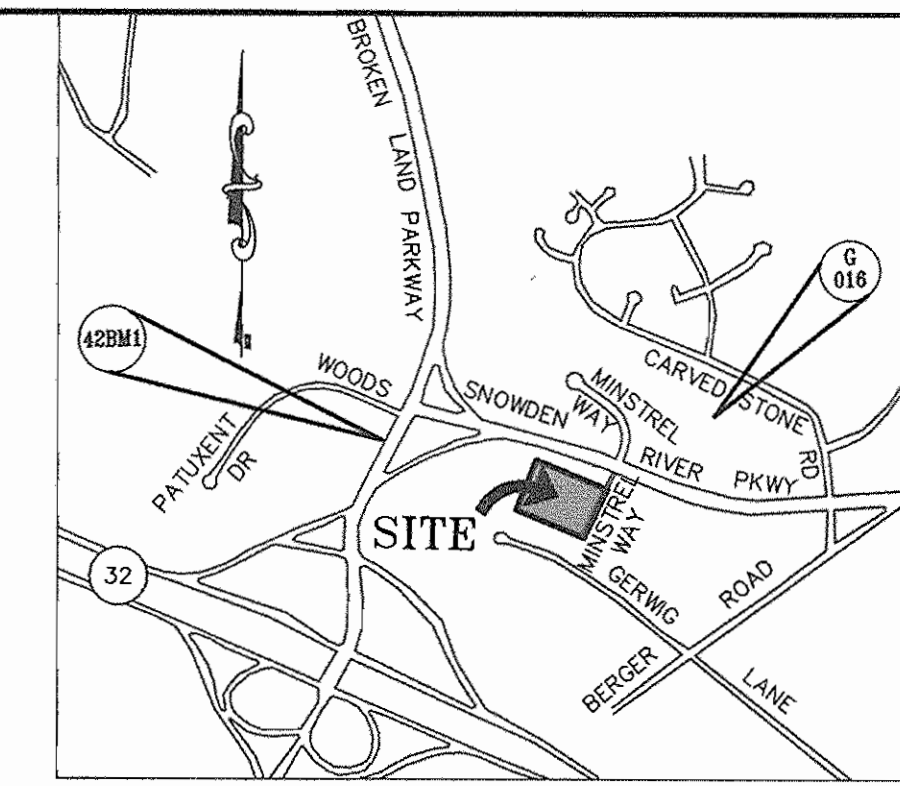 BROKEN LAND PARKWAY
G
016
42BM1
PATUXENT WOODS
DR
CARVED STONE
RD
SNOWDEN RIVER PKWY
MINSTREL
WAY
MINSTREL
WAY
SITE
32
GERWIG LANE
BERGER ROAD